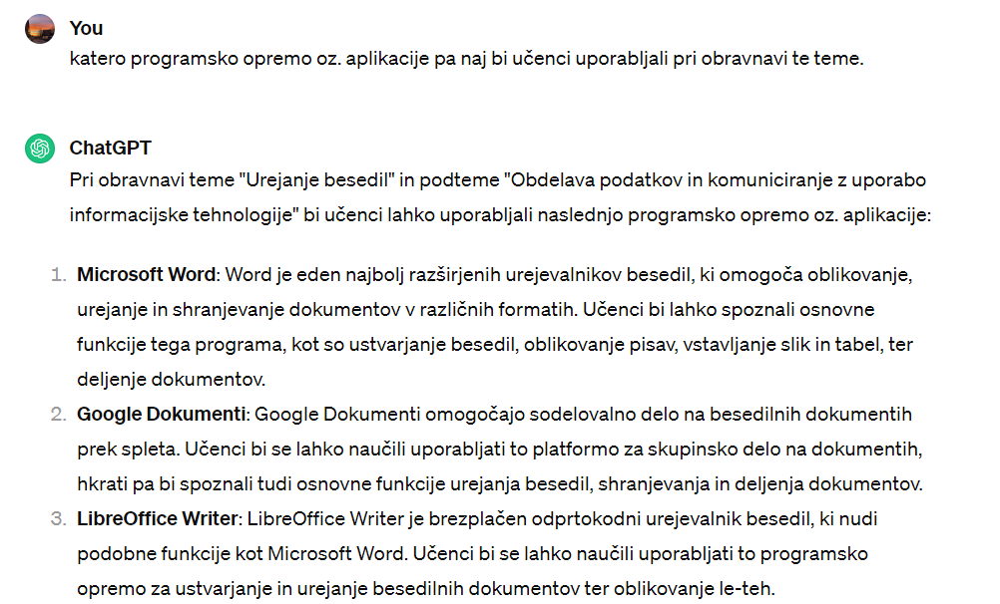 You
katero programsko opremo oz. aplikacije pa naj bi učenci uporabljali pri obravnavi te teme.
ChatGPT
Pri obravnavi teme "Urejanje besedil" in podteme "Obdelava podatkov in komuniciranje z uporabo
informacijske tehnologije" bi učenci lahko uporabljali naslednjo programsko opremo oz. aplikacije:
1. Microsoft Word: Word je eden najbolj razširjenih urejevalnikov besedil, ki omogoča oblikovanje,
urejanje in shranjevanje dokumentov v različnih formatih. Učenci bi lahko spoznali osnovne
funkcije tega programa, kot so ustvarjanje besedil, oblikovanje pisav, vstavljanje slik in tabel, ter
deljenje dokumentov.
2. Google Dokumenti: Google Dokumenti omogočajo sodelovalno delo na besedilnih dokumentih
prek spleta. Učenci bi se lahko naučili uporabljati to platformo za skupinsko delo na dokumentih,
hkrati pa bi spoznali tudi osnovne funkcije urejanja besedil, shranjevanja in deljenja dokumentov.
3. LibreOffice Writer: LibreOffice Writer je brezplačen odprtokodni urejevalnik besedil, ki nudi
podobne funkcije kot Microsoft Word. Učenci bi se lahko naučili uporabljati to programsko
opremo za ustvarjanje in urejanje besedilnih dokumentov ter oblikovanje le-teh.